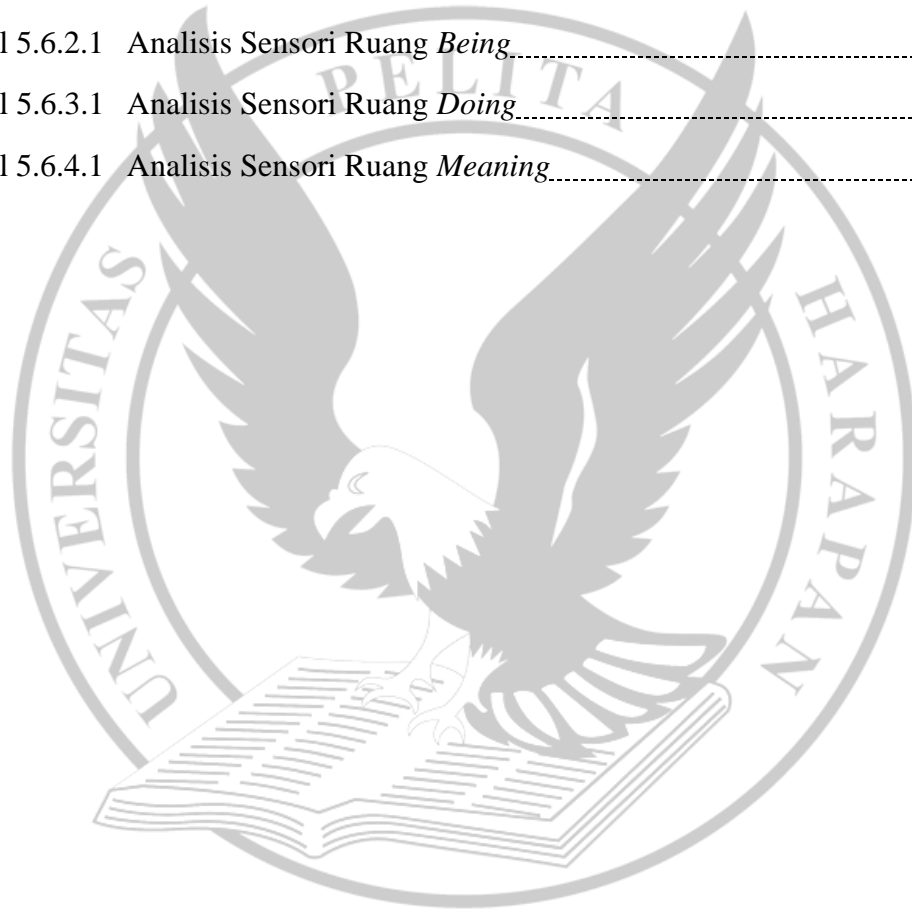 l 5.6.2.1 Analisis Sensori Ruang Being
l 5.6.3.1 Analisis Sensori Ruang Doing
l 5.6.4.1 Analisis Sensori Ruang Meaning
UNIVERSITAS PELITA HARAPAN